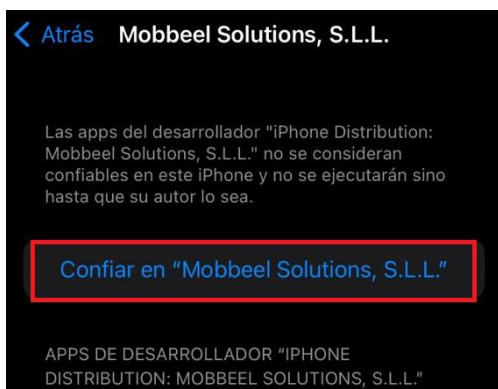 Atrás Mobbeel Solutions, S.L.L.
Las apps del desarrollador "iPhone Distribution:
Mobbeel Solutions, S.L.L." no se consideran
confiables en este iPhone y no se ejecutarán sino
hasta que su autor lo sea.
Confiar en “Mobbeel Solutions, S.L.L.”
APPS DE DESARROLLADOR “IPHONE
DISTRIBUTION: MOBBEEL SOLUTIONS, S.L.L.”